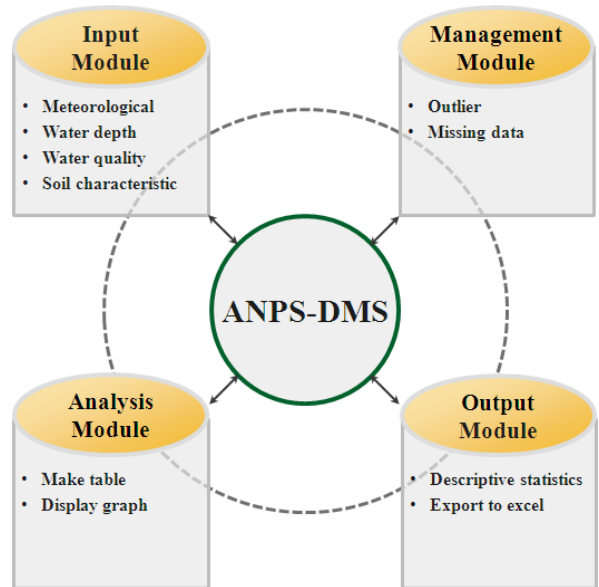 Input
Module
• Meteorological
• Water depth
• Water quality
• Soil characteristic
Management
Module
• Outlier
• Missing data
ANPS-DMS
Analysis
Module
• Make table
• Display graph
Output
Module
• Descriptive statistics
• Export to excel